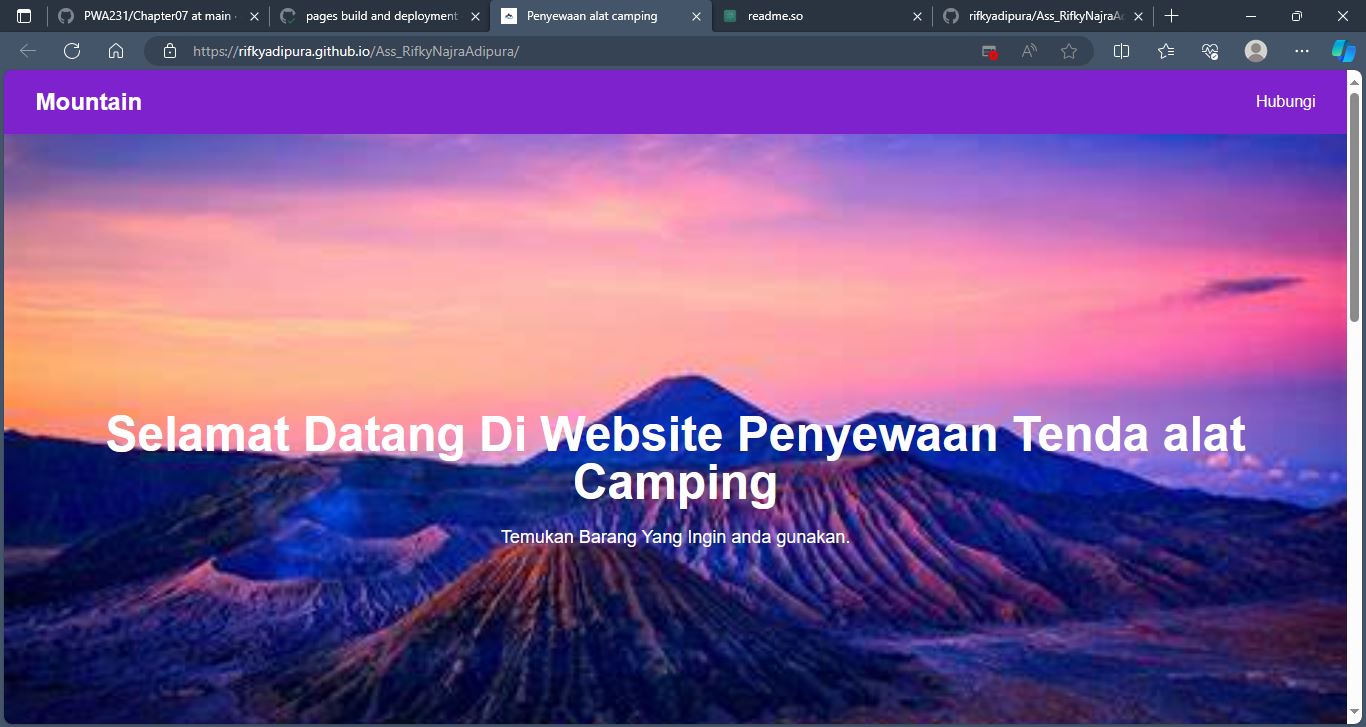 PWA231/Chapter07 at main
pages build and deployment
Penyewaan alat camping
readme.so
rifkyadipura/Ass_RifkyNajraAd
https://rifkyadipura.github.io/Ass_RifkyNajraAdipura/
Mountain
Hubungi
Selamat Datang Di Website Penyewaan Tenda alat
Camping
Temukan Barang Yang Ingin anda gunakan.